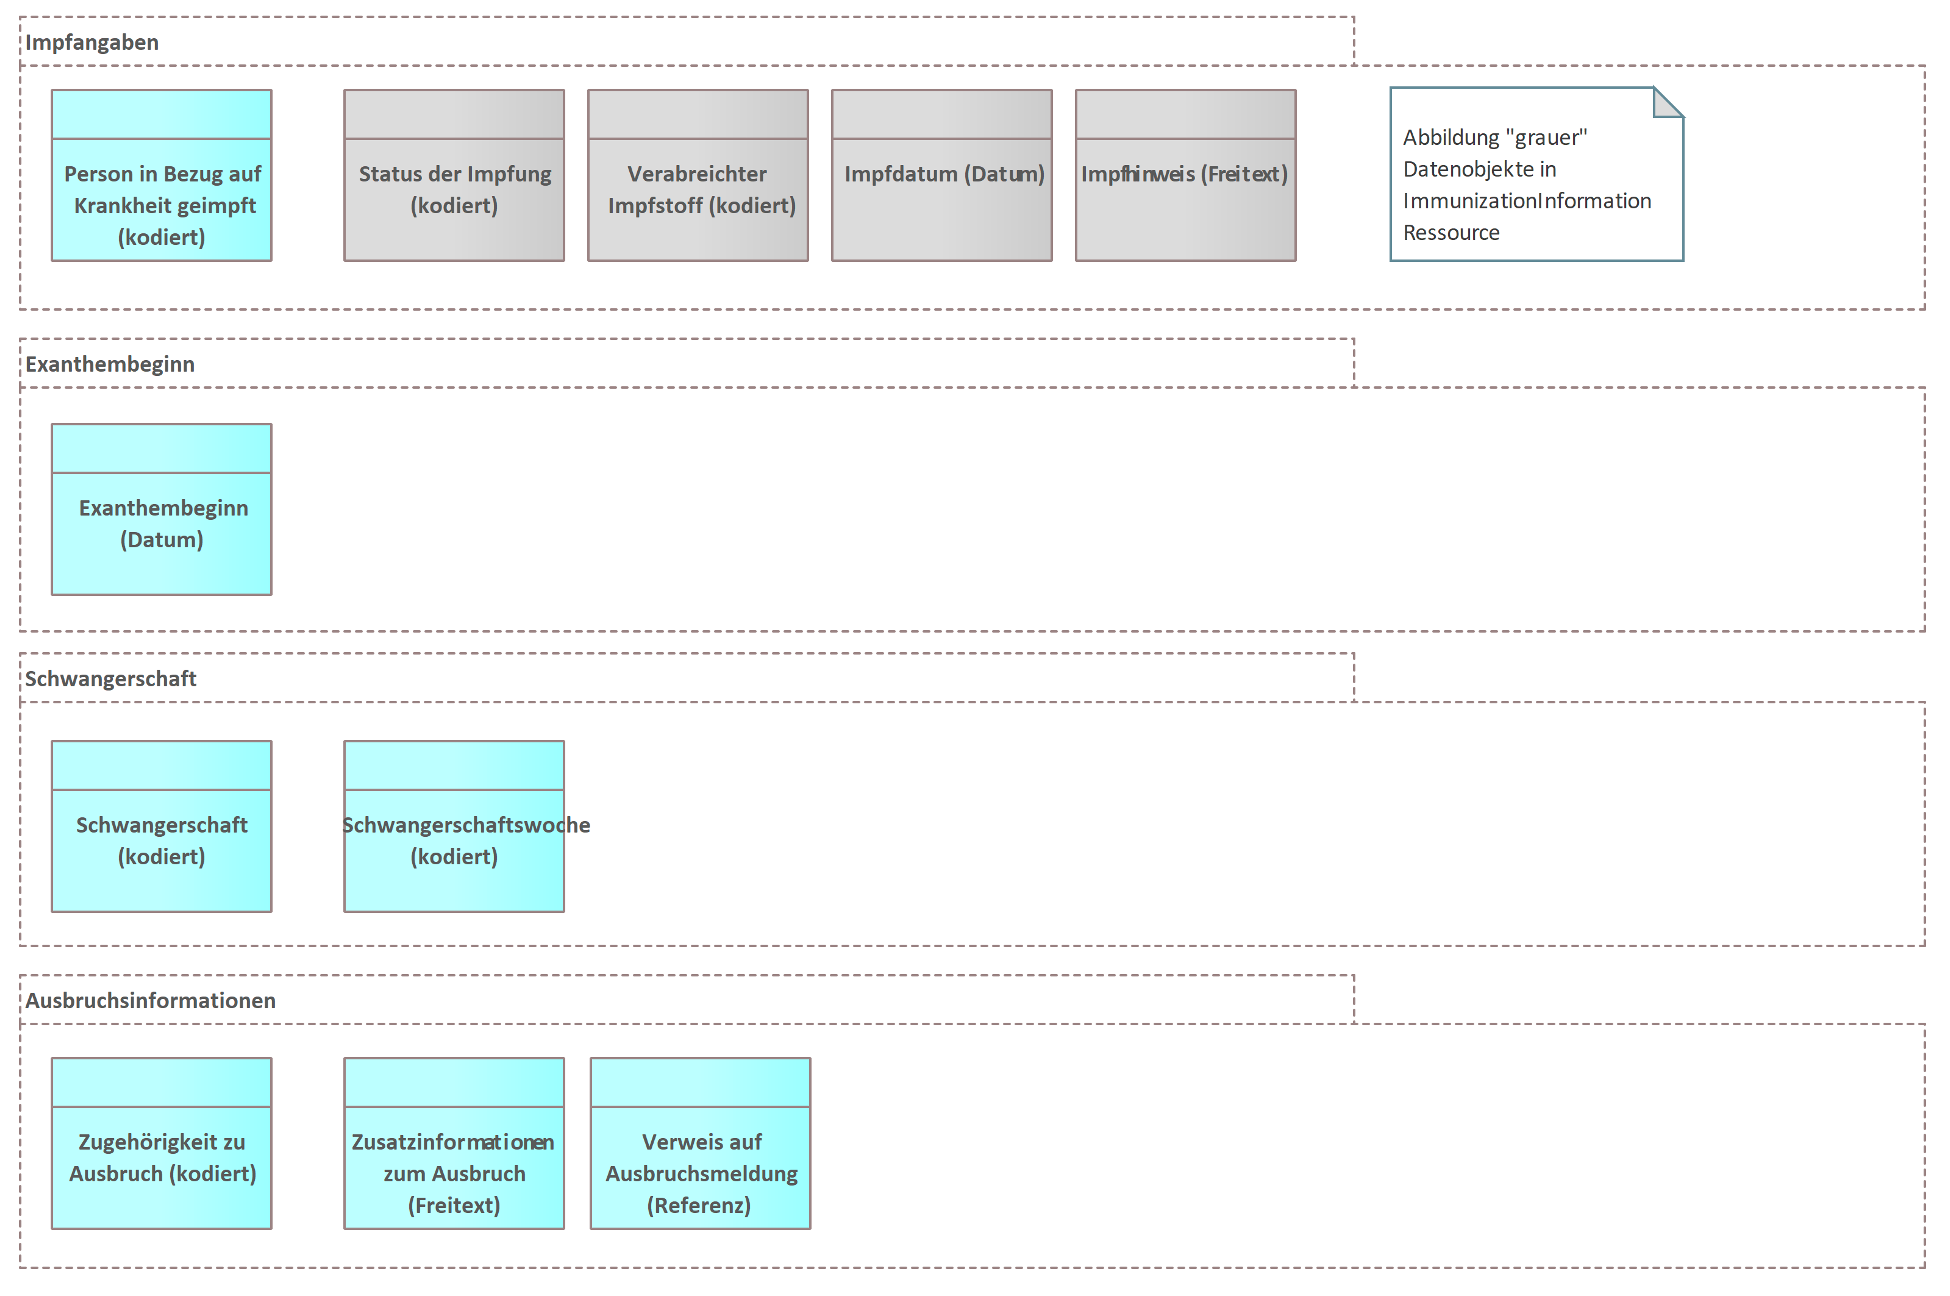 Impfangaben
Person in Bezug auf
Krankheit geimpft
(kodiert)
Status der Impfung
(kodiert)
Verabreichter
Impfstoff (kodiert)
Impfdatum (Datum)
Impfhinweis (Freitext)
Abbildung "grauer"
Datenobjekte in
ImmunizationInformation
Ressource
Exanthembeginn
Exanthembeginn
(Datum)
Schwangerschaft
Schwangerschaft
(kodiert)
Schwangerschaftswoche
(kodiert)
Ausbruchsinformationen
Zugehörigkeit zu
Ausbruch (kodiert)
Zusatzinformationen
zum Ausbruch
(Freitext)
Verweis auf
Ausbruchsmeldung
(Referenz)